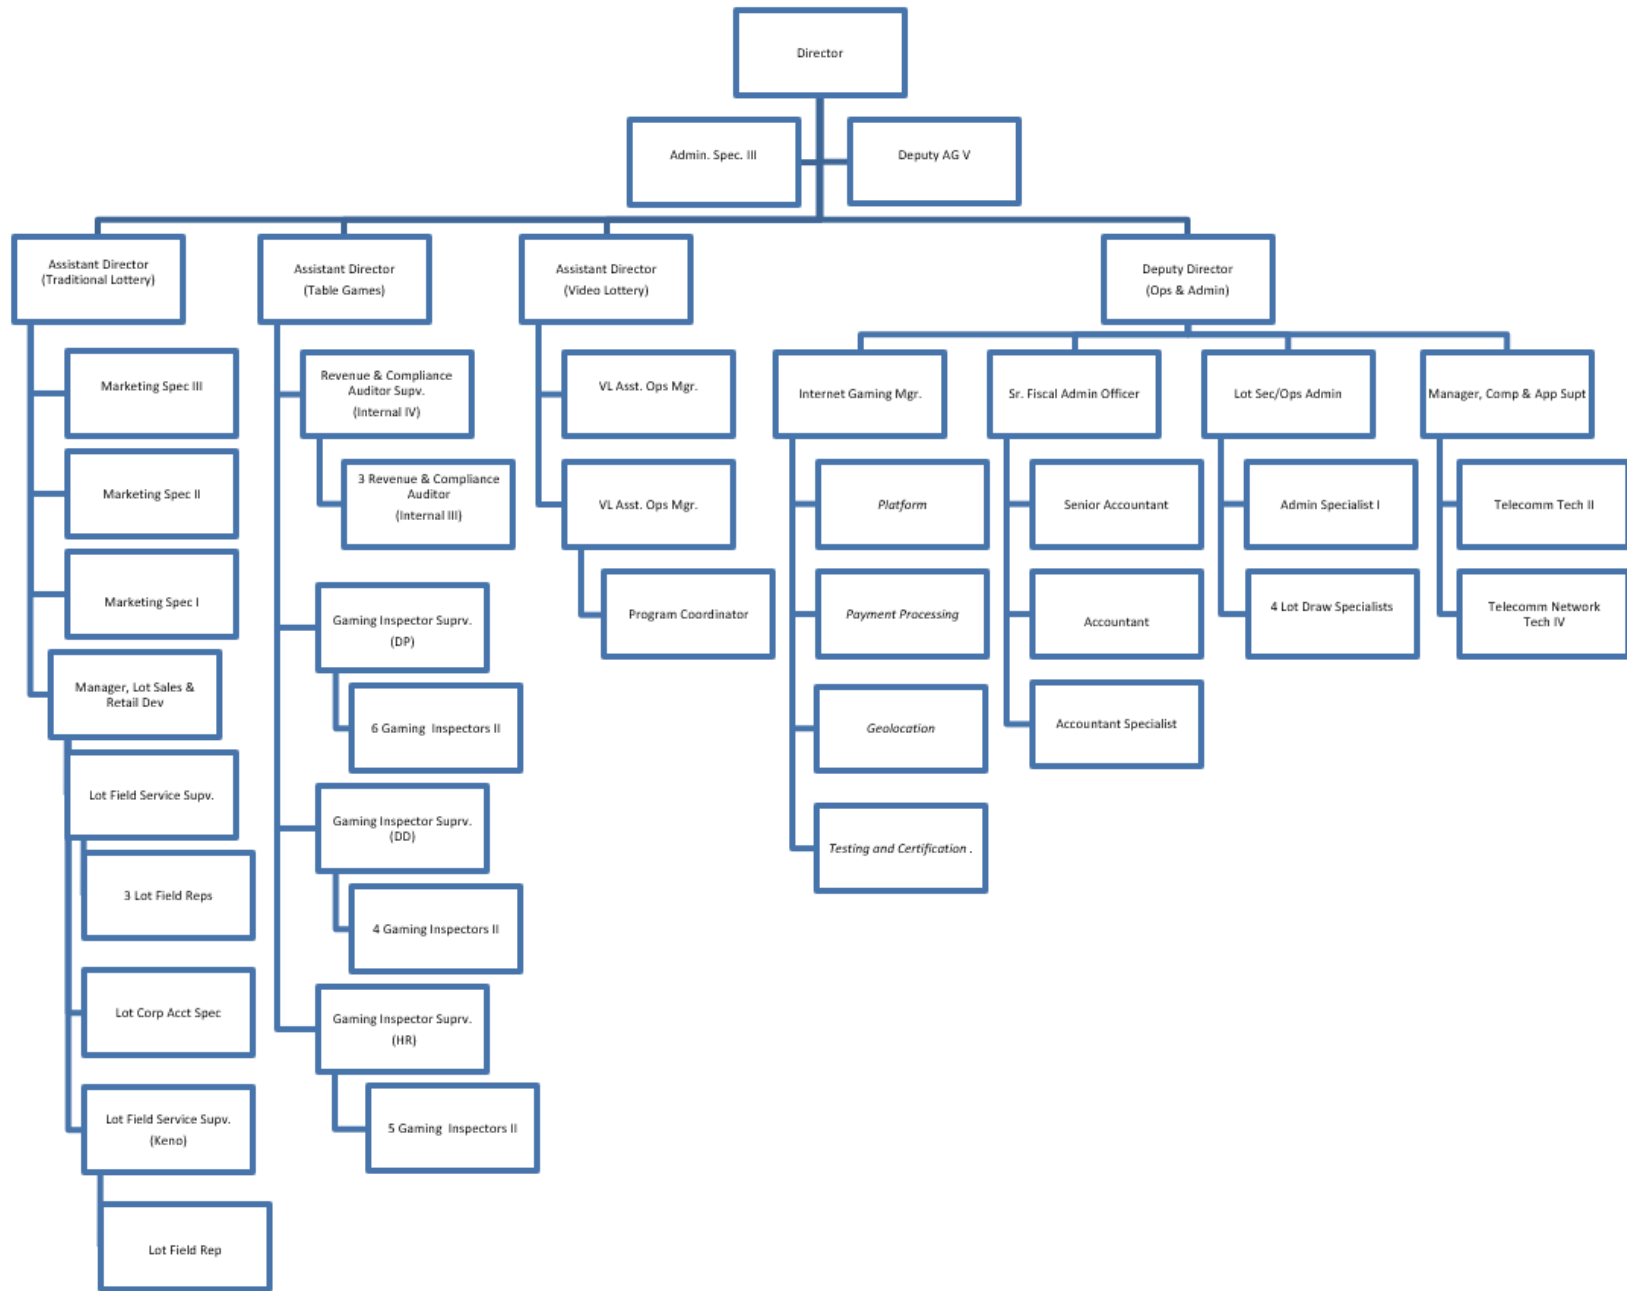 Director
Admin. Spec. III
Deputy AG V
Assistant Director
(Traditional Lottery)
Assistant Director
(Table Games)
Assistant Director
(Video Lottery)
Deputy Director
(Ops & Admin)
Marketing Spec III
Marketing Spec II
Marketing Spec I
Manager, Lot Sales &
Retail Dev
Lot Field Service Supv.
3 Lot Field Reps
Lot Corp Acct Spec
Lot Field Service Supv.
(Keno)
Lot Field Rep
Revenue & Compliance
Auditor Supv.
(Internal IV)
3 Revenue & Compliance
Auditor
(Internal III)
Gaming Inspector Suprv.
(DP)
6 Gaming Inspectors II
Gaming Inspector Suprv.
(DD)
4 Gaming Inspectors II
Gaming Inspector Suprv.
(HR)
5 Gaming Inspectors II
VL Asst. Ops Mgr.
VL Asst. Ops Mgr.
Program Coordinator
Internet Gaming Mgr.
Platform
Payment Processing
Geolocation
Testing and Certification .
Sr. Fiscal Admin Officer
Senior Accountant
Accountant
Accountant Specialist
Lot Sec/Ops Admin
Admin Specialist I
4 Lot Draw Specialists
Manager, Comp & App Supt
Telecomm Tech II
Telecomm Network
Tech IV